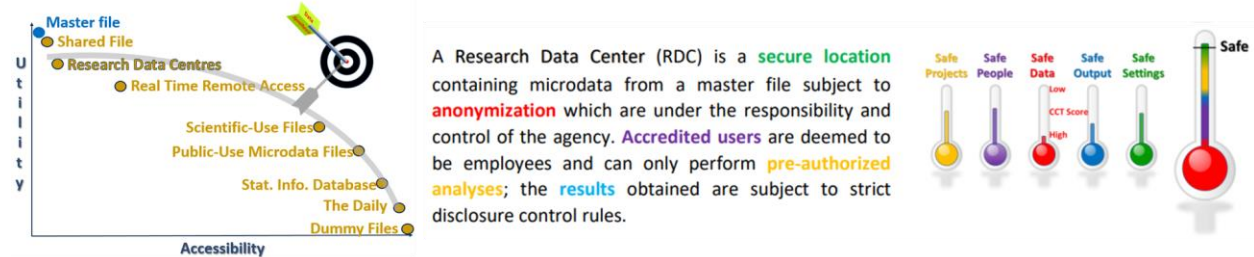 Master file
Shared File
Research Data Centres
Real Time Remote Access
Scientific-Use Files
Public-Use Microdata Files
Stat. Info. Database
The Daily
Dummy Files
Utility
Accessibility
A Research Data Center (RDC) is a secure location
containing microdata from a master file subject to
anonymization which are under the responsibility and
control of the agency. Accredited users are deemed to
be employees and can only perform pre-authorized
analyses; the results obtained are subject to strict
disclosure control rules.
Safe Projects
Safe People
Safe Data
Safe Output
Safe Settings
Low
CCT Score
High
Safe